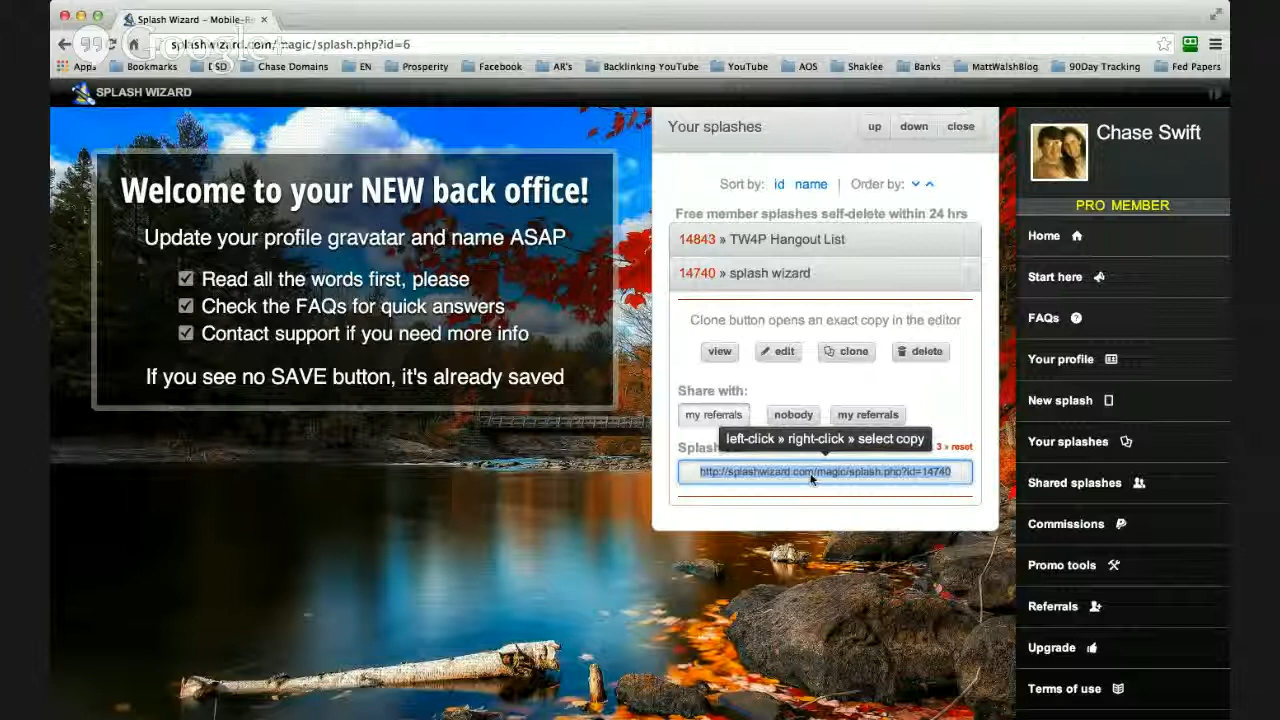 Splash Wizard – Mobile-Re
Google+
splashwizard.com/magic/splash.php?id=6
Apps Bookmarks DSD Chase Domains EN Prosperity Facebook AR's Backlinking YouTube YouTube AOS Shaklee Banks MattWalshBlog 90Day Tracking Fed Papers
SPLASH WIZARD
Welcome to your NEW back office!
Update your profile gravatar and name ASAP
Read all the words first, please
Check the FAQs for quick answers
Contact support if you need more info
If you see no SAVE button, it's already saved
Your splashes up down close
Sort by: id name | Order by:
Free member splashes self-delete within 24 hrs
14843 » TW4P Hangout List
14740 » splash wizard
Clone button opens an exact copy in the editor
view edit clone delete
Share with:
my referrals nobody my referrals
left-click » right-click » select copy
Splas 3 » reset
http://splashwizard.com/magic/splash.php?id=14740
Chase Swift
PRO MEMBER
Home
Start here
FAQs
Your profile
New splash
Your splashes
Shared splashes
Commissions
Promo tools
Referrals
Upgrade
Terms of use